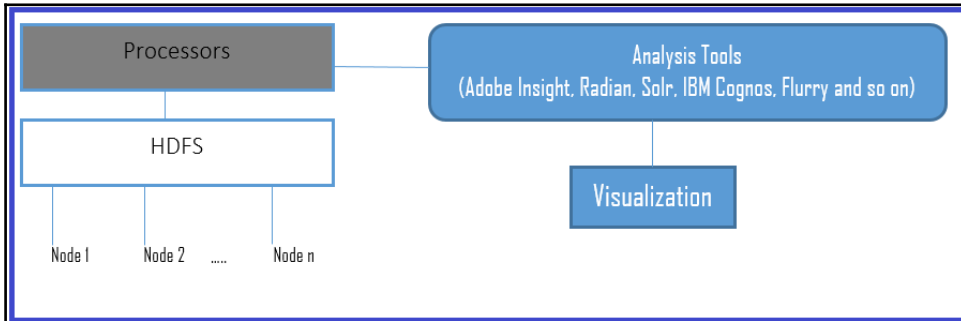 Processors
Analysis Tools
(Adobe Insight, Radian, Solr, IBM Cognos, Flurry and so on)
HDFS
Visualization
Node 1 Node 2 ..... Node n